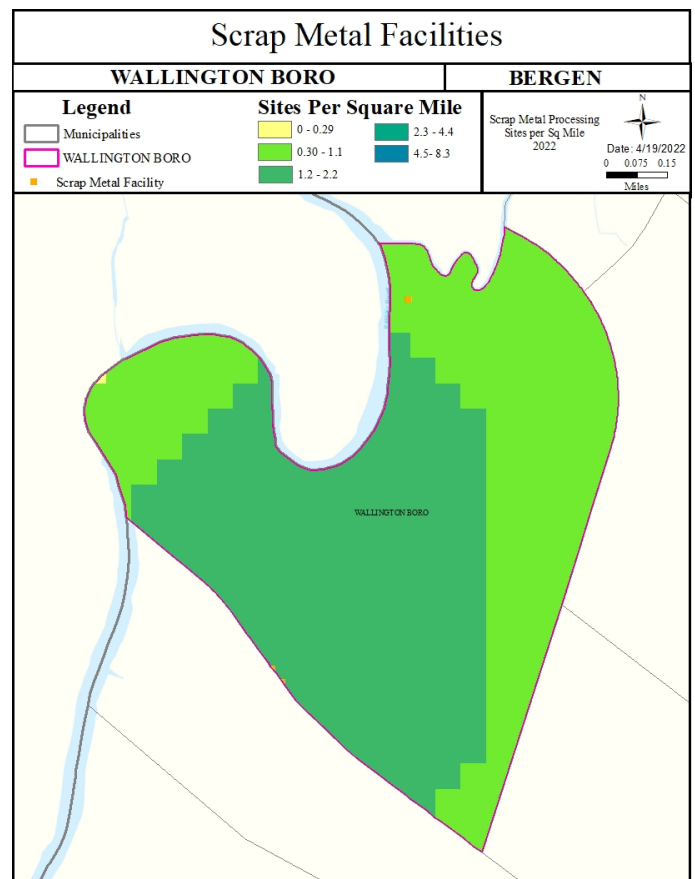 Scrap Metal Facilities
WALLINGTON BORO
BERGEN
Legend
Municipalities
WALLINGTON BORO
Scrap Metal Facility
Sites Per Square Mile
0 - 0.29
0.30 - 1.1
1.2 - 2.2
2.3 - 4.4
4.5- 8.3
Scrap Metal Processing
Sites per Sq Mile
2022
N
Date: 4/19/2022
0 0.075 0.15
Miles
WALLINGTON BORO